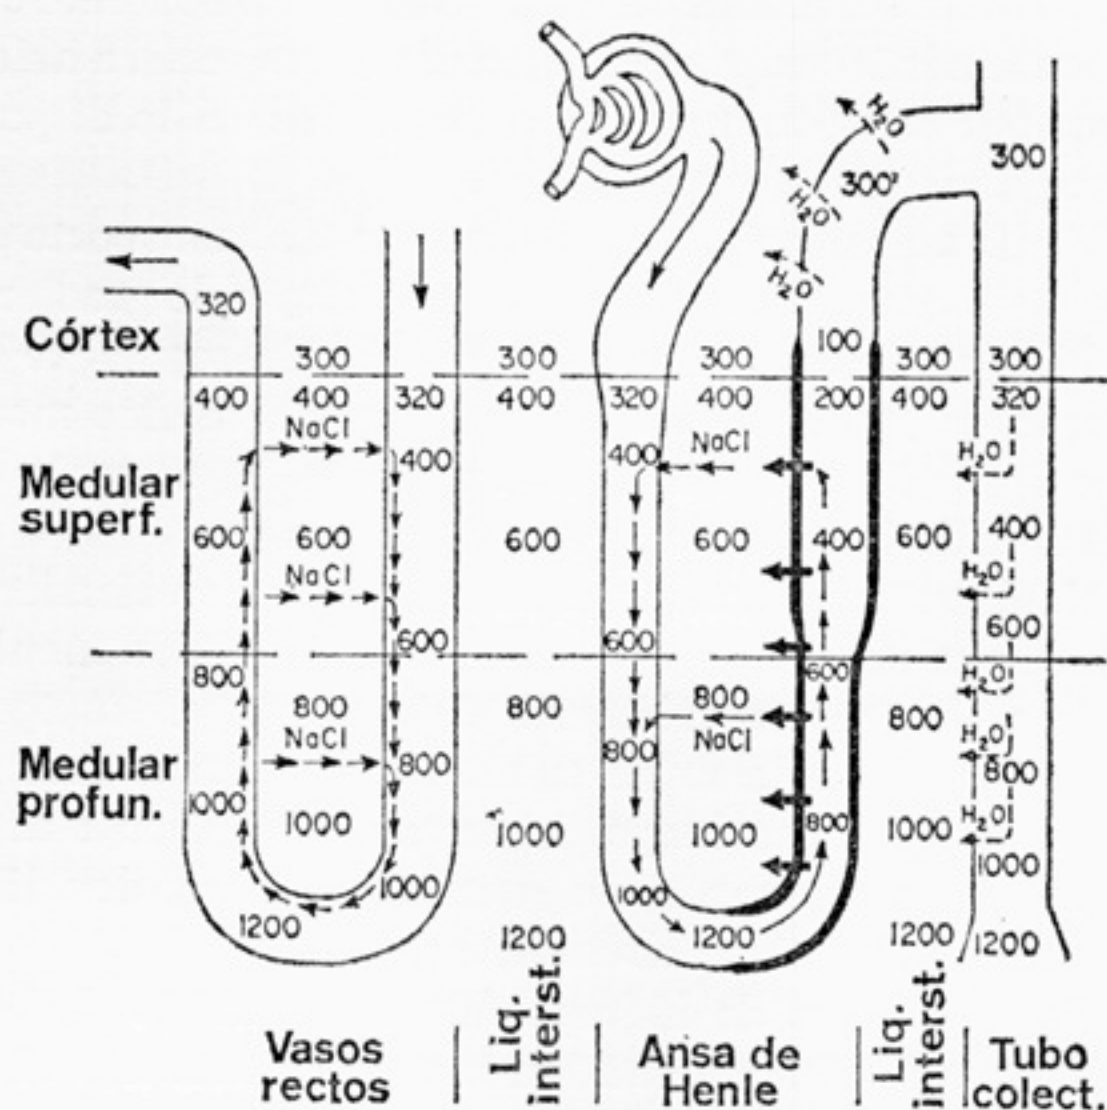 H₂O
H₂O
300
300'
H₂O
H₂O
320
100
Córtex
300 300 300 300 300
400 400 320 400 320 400 200 400 320
NaCl NaCl
400 400 H₂O
Medular
superf.
600 600 600 600 400 600 400
NaCl H₂O
600 600 600
800 600 H₂O
800 800 800 800
NaCl NaCl H₂O
Medular
profun.
800 800 800
1000 1000 1000 1000 800 1000 H₂O
1000 1000 1000
1200 1200 1200 1200 1200
Vasos
rectos
Liq.
interst.
Ansa de
Henle
Liq.
interst.
Tubo
colect.